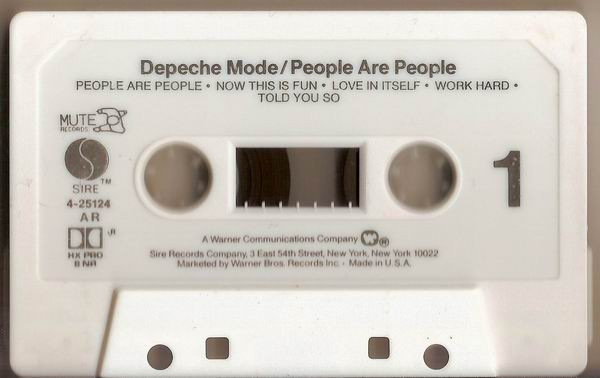 Depeche Mode/People Are People
PEOPLE ARE PEOPLE • NOW THIS IS FUN • LOVE IN ITSELF • WORK HARD •
TOLD YOU SO
MUTE
RECORDS
SIRE™
4-25124
AR
HX PRO
B NR
1
A Warner Communications Company ®
Sire Records Company, 3 East 54th Street, New York, New York 10022
Marketed by Warner Bros. Records Inc. • Made in U.S.A.